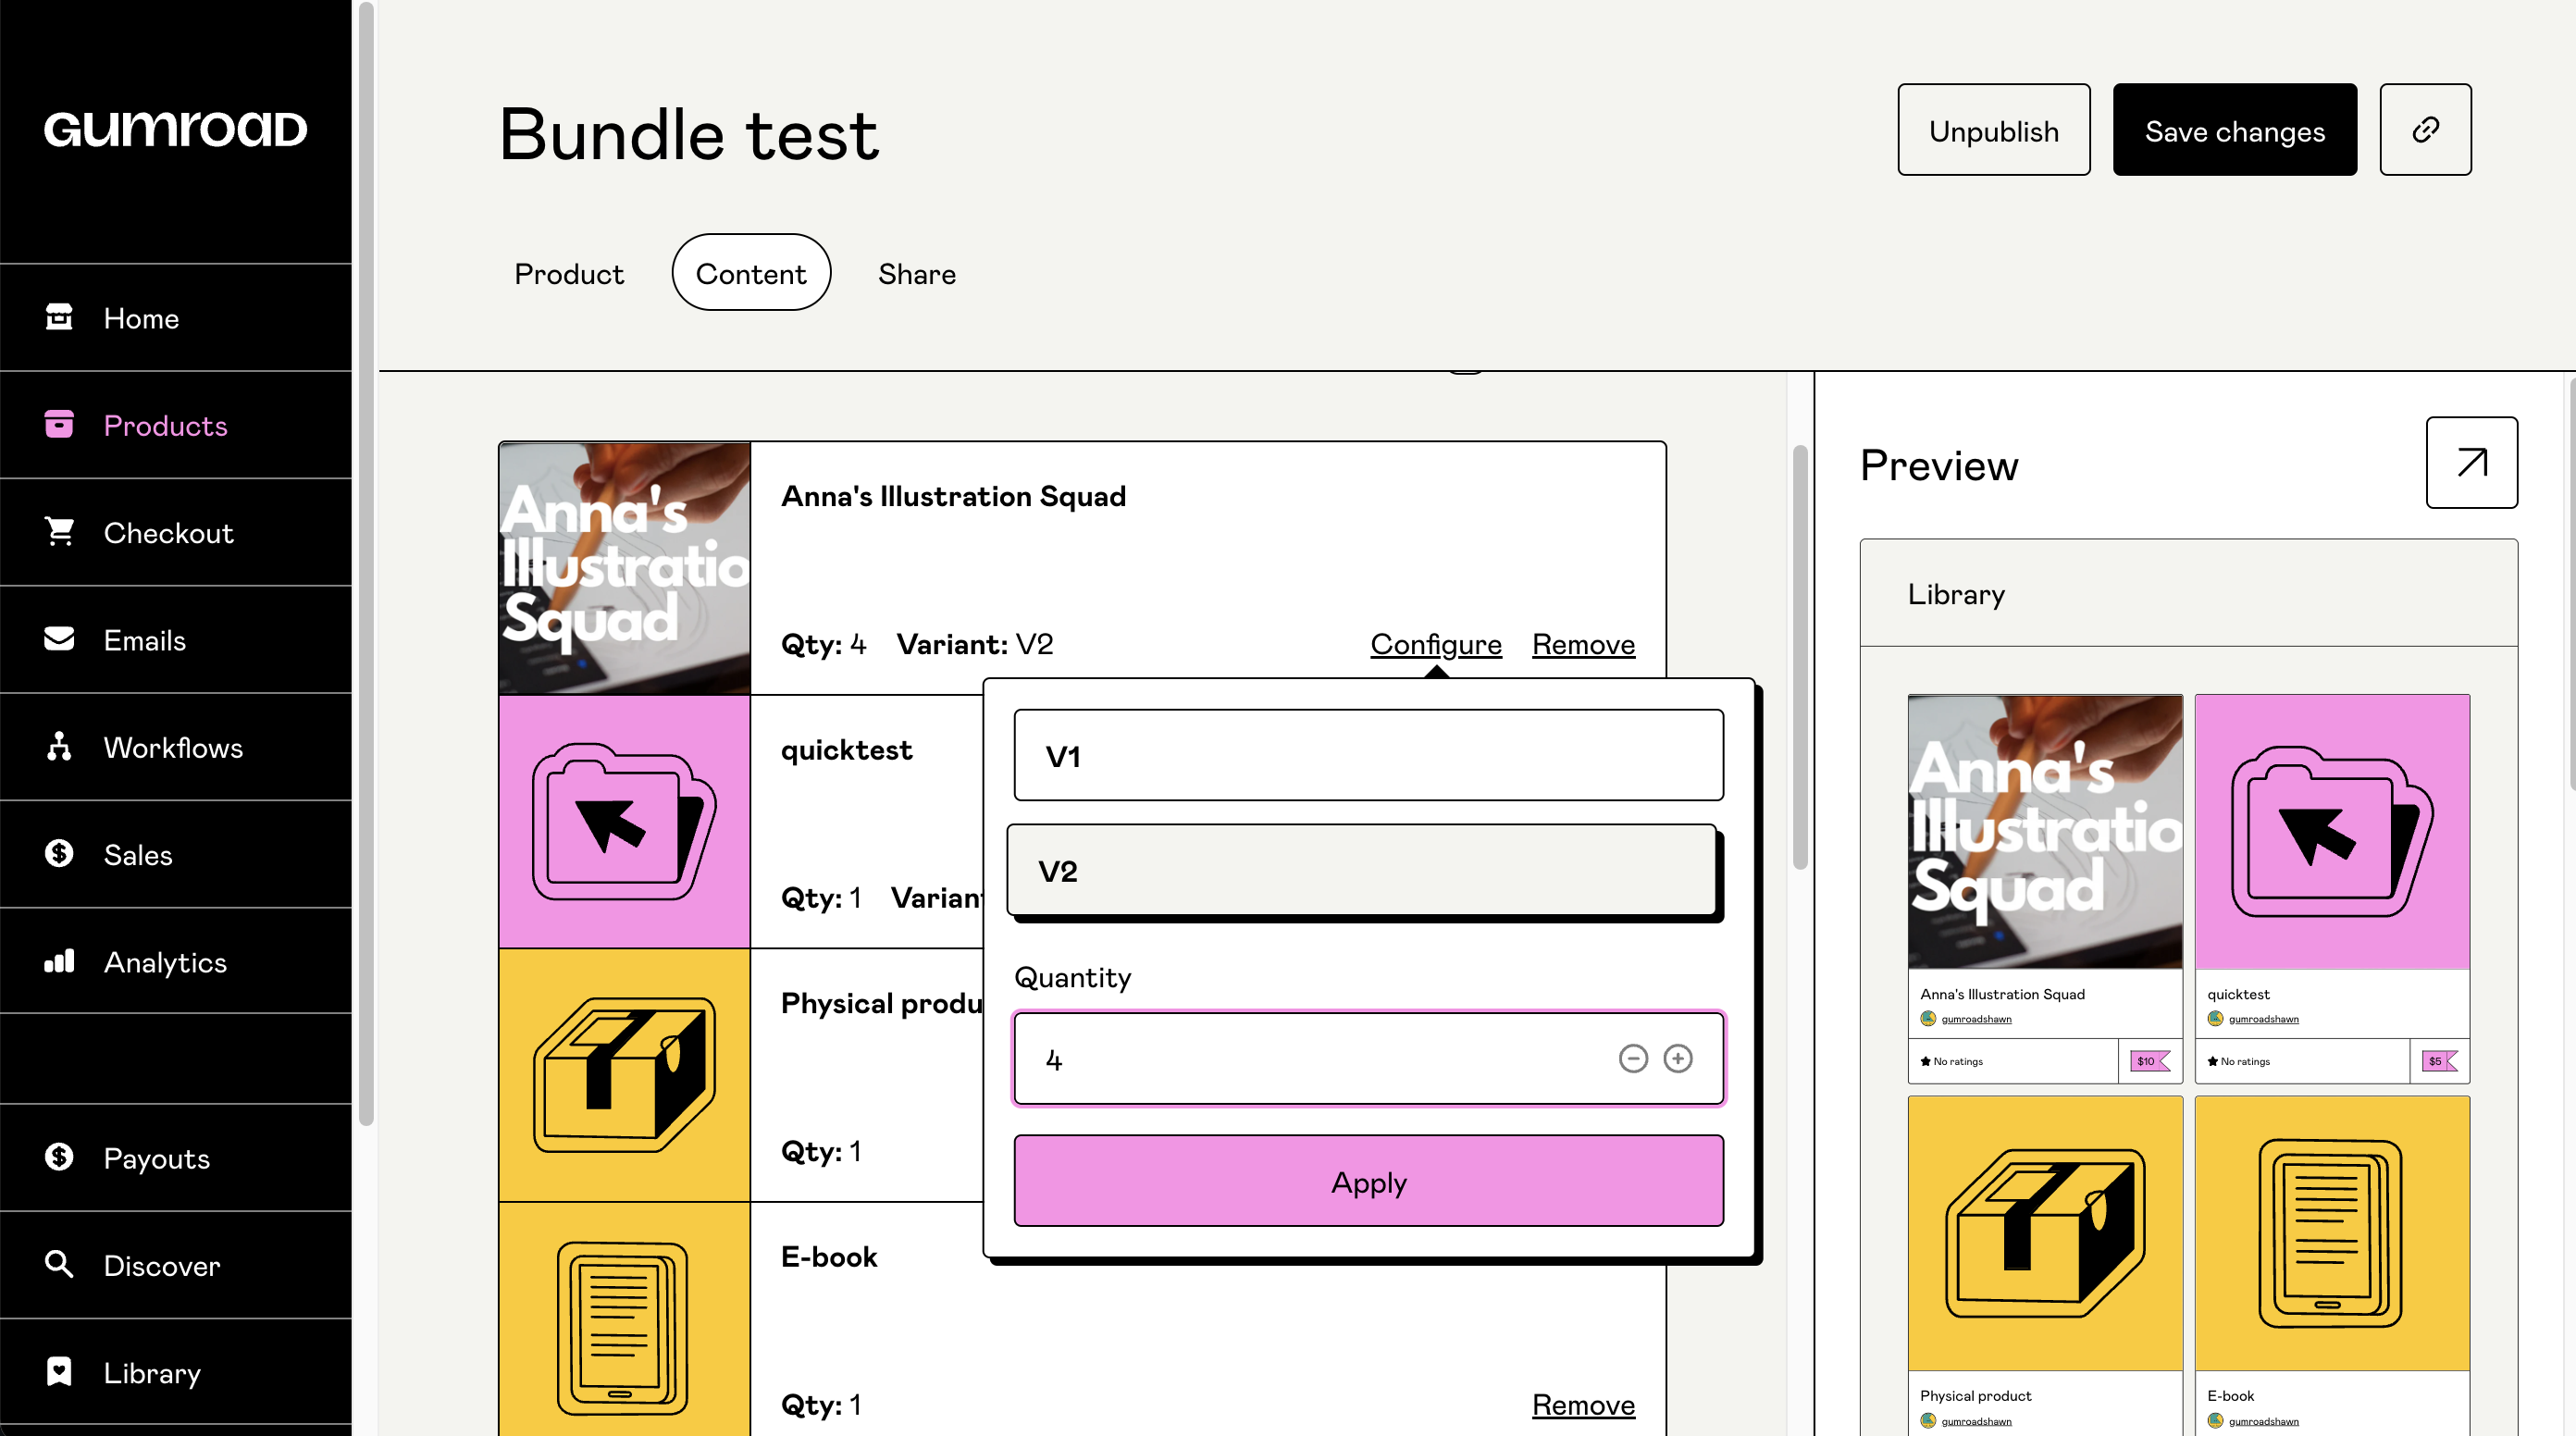 GUMROAD
Home
Products
Checkout
Emails
Workflows
Sales
Analytics
Payouts
Discover
Library
Bundle test
Unpublish
Save changes
Product
Content
Share
Anna's
Illustratio
Squad
Anna's Illustration Squad
Qty: 4 Variant: V2
Configure
Remove
quicktest
Qty: 1 Variant
Physical produ
Qty: 1
E-book
Qty: 1
Remove
V1
V2
Quantity
4
Apply
Preview
Library
Anna's
Illustratio
Squad
Anna's Illustration Squad
gumroadshawn
No ratings
$10
quicktest
gumroadshawn
No ratings
$5
Physical product
gumroadshawn
E-book
gumroadshawn